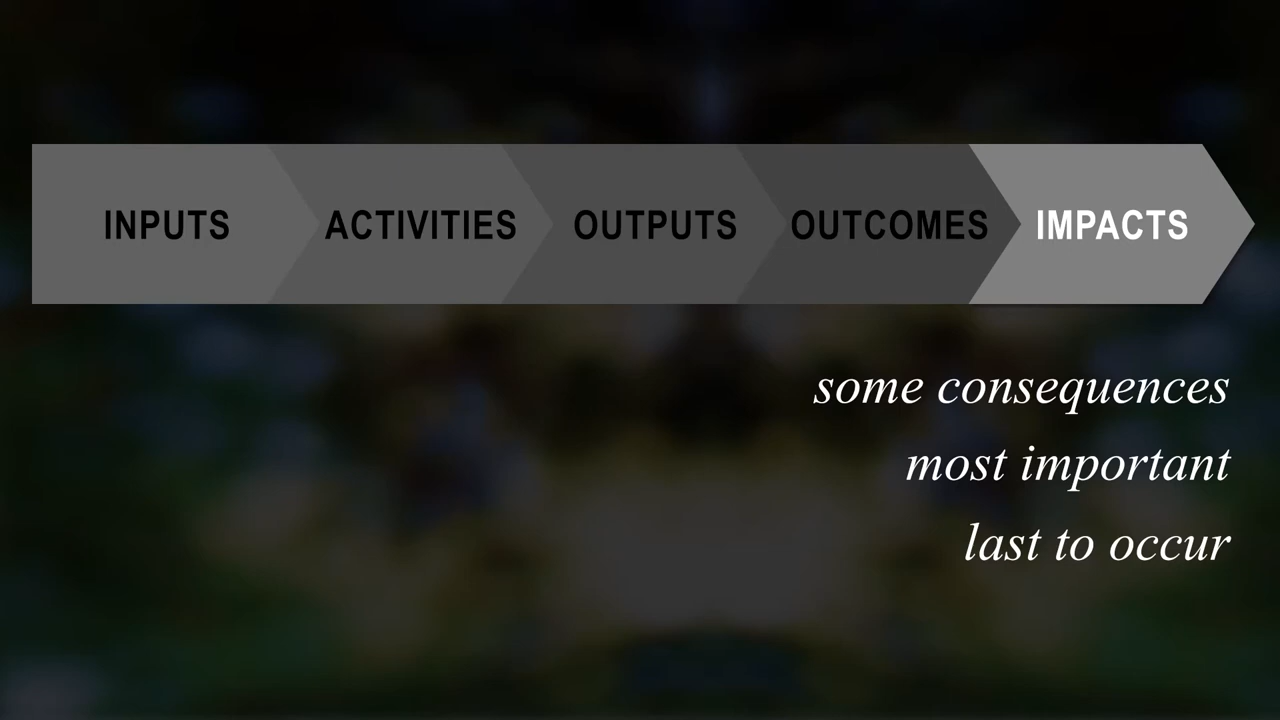 INPUTS ACTIVITIES OUTPUTS OUTCOMES IMPACTS
some consequences
most important
last to occur